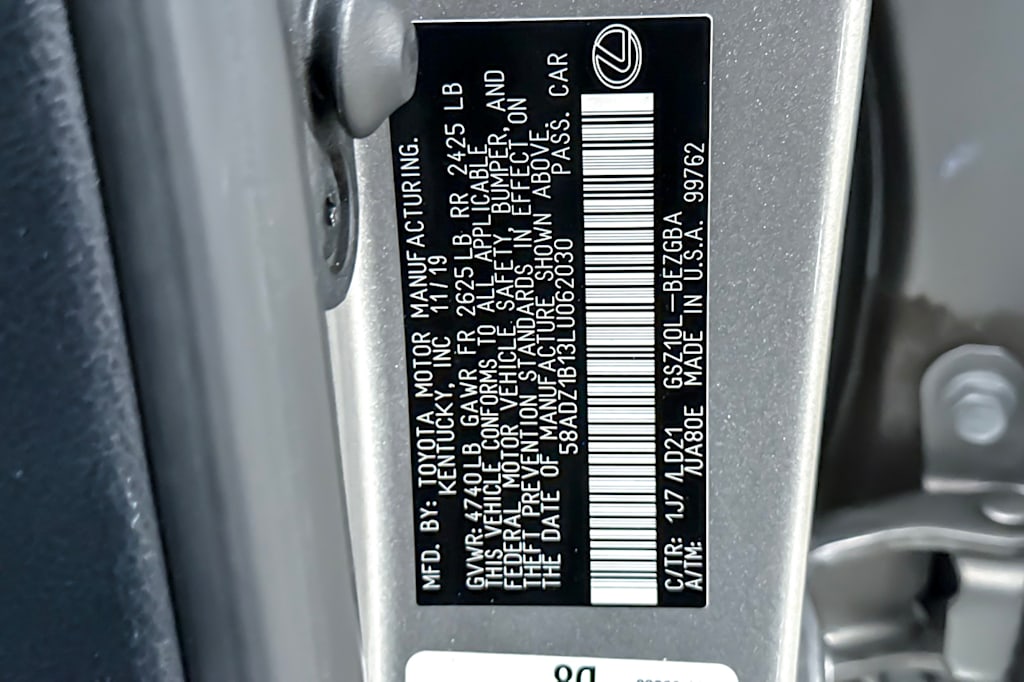 MFD. BY: TOYOTA MOTOR MANUFACTURING.
KENTUCKY, INC 11/19
GVWR:4740LB GAWR FR 2625LB RR 2425 LB
THIS VEHICLE CONFORMS TO ALL APPLICABLE
FEDERAL MOTOR VEHICLE SAFETY, BUMPER, AND
THEFT PREVENTION STANDARDS IN EFFECT ON
THE DATE OF MANUFACTURE SHOWN ABOVE.
58ADZ1B13LU062030 PASS. CAR
C/TR: 1J7 /LD21 GSZ10L-BEZGBA
A/TM: /UA80E MADE IN U.S.A. 99762